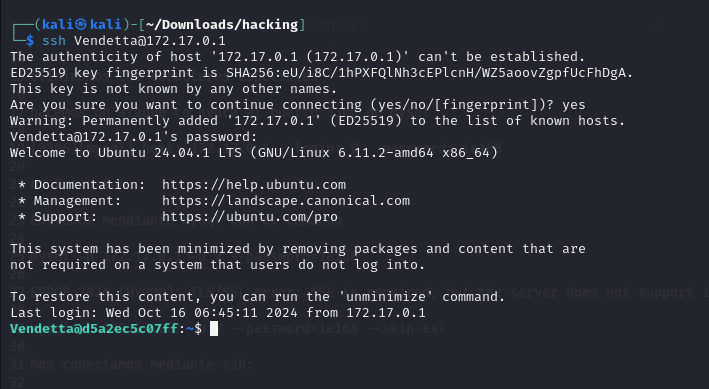 ┌──(kali㉿kali)-[~/Downloads/hacking]
└─$ ssh Vendetta@172.17.0.1
The authenticity of host '172.17.0.1 (172.17.0.1)' can't be established.
ED25519 key fingerprint is SHA256:eU/i8C/1hPXFQlNh3cEPlcnH/WZ5aoovZgpfUcFhDgA.
This key is not known by any other names.
Are you sure you want to continue connecting (yes/no/[fingerprint])? yes
Warning: Permanently added '172.17.0.1' (ED25519) to the list of known hosts.
Vendetta@172.17.0.1's password:
Welcome to Ubuntu 24.04.1 LTS (GNU/Linux 6.11.2-amd64 x86_64)
* Documentation: https://help.ubuntu.com
* Management: https://landscape.canonical.com
* Support: https://ubuntu.com/pro
This system has been minimized by removing packages and content that are
not required on a system that users do not log into.
To restore this content, you can run the 'unminimize' command.
Last login: Wed Oct 16 06:45:11 2024 from 172.17.0.1
Vendetta@d5a2ec5c07ff:~$
--password=ie168 --skip-ssl
30
31 Nos conectamos mediante ssh:
32